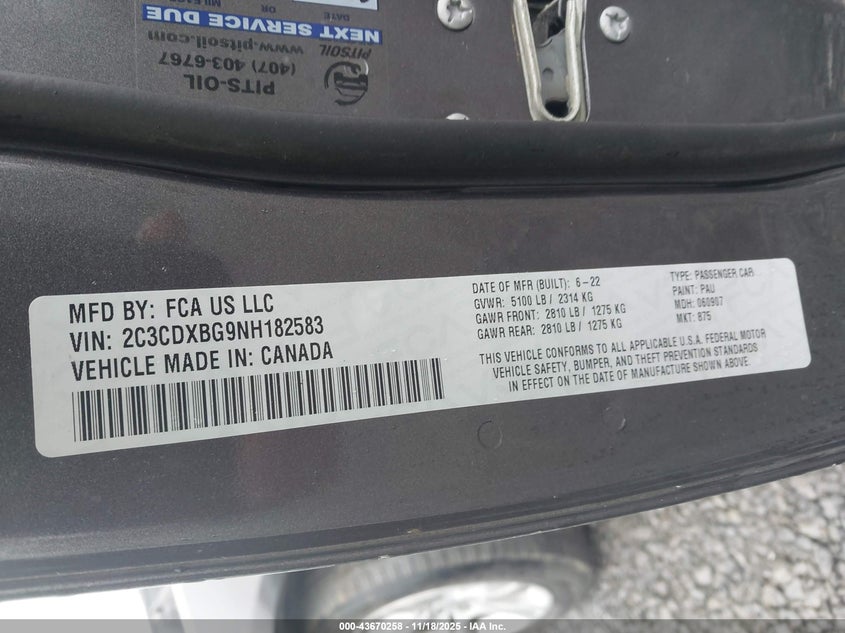 PITS-OIL
(407) 403-6767
PITSOIL
www.pitsoil.com
NEXT SERVICE DUE
DATE OR
MFD BY: FCA US LLC
VIN: 2C3CDXBG9NH182583
VEHICLE MADE IN: CANADA
DATE OF MFR (BUILT): 6-22
GVWR: 5100 LB / 2314 KG
GAWR FRONT: 2810 LB / 1275 KG
GAWR REAR: 2810 LB / 1275 KG
TYPE: PASSENGER CAR
PAINT: PAU
MDH: 060907
MKT: B75
THIS VEHICLE CONFORMS TO ALL APPLICABLE U.S.A. FEDERAL MOTOR
VEHICLE SAFETY, BUMPER, AND THEFT PREVENTION STANDARDS
IN EFFECT ON THE DATE OF MANUFACTURE SHOWN ABOVE.
000-43670258 - 11/18/2025 - IAA Inc.